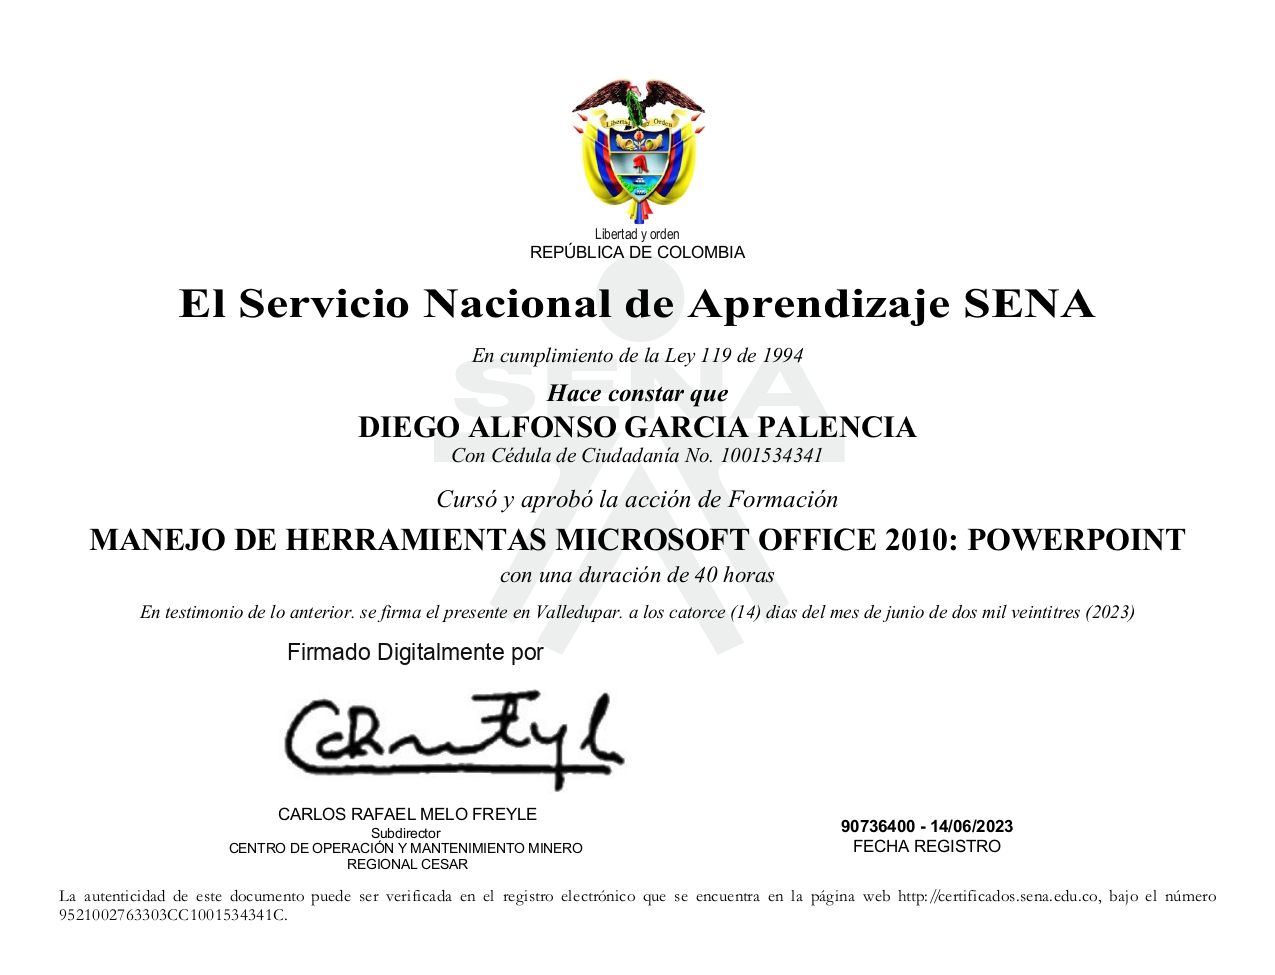 Libertad y Orden
Libertad y orden
REPÚBLICA DE COLOMBIA
El Servicio Nacional de Aprendizaje SENA
En cumplimiento de la Ley 119 de 1994
SENA
Hace constar que
DIEGO ALFONSO GARCIA PALENCIA
Con Cédula de Ciudadanía No. 1001534341
Cursó y aprobó la acción de Formación
MANEJO DE HERRAMIENTAS MICROSOFT OFFICE 2010: POWERPOINT
con una duración de 40 horas
En testimonio de lo anterior. se firma el presente en Valledupar. a los catorce (14) dias del mes de junio de dos mil veintitres (2023)
Firmado Digitalmente por
CARLOS RAFAEL MELO FREYLE
Subdirector
CENTRO DE OPERACIÓN Y MANTENIMIENTO MINERO
REGIONAL CESAR
90736400 - 14/06/2023
FECHA REGISTRO
La autenticidad de este documento puede ser verificada en el registro electrónico que se encuentra en la página web http://certificados.sena.edu.co, bajo el número
9521002763303CC1001534341C.